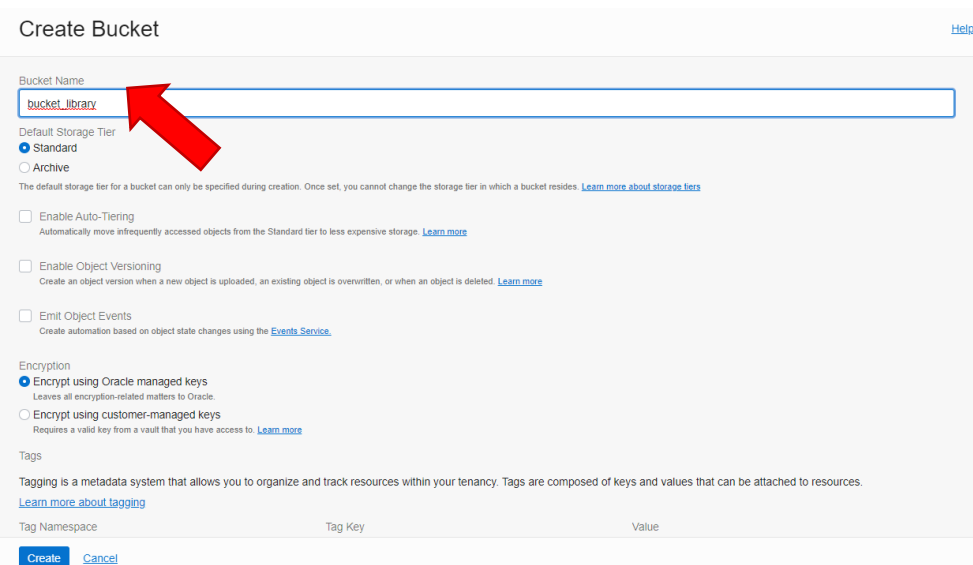 Create Bucket
Help
Bucket Name
bucket_library
Default Storage Tier
Standard
Archive
The default storage tier for a bucket can only be specified during creation. Once set, you cannot change the storage tier in which a bucket resides. Learn more about storage tiers
Enable Auto-Tiering
Automatically move infrequently accessed objects from the Standard tier to less expensive storage. Learn more
Enable Object Versioning
Create an object version when a new object is uploaded, an existing object is overwritten, or when an object is deleted. Learn more
Emit Object Events
Create automation based on object state changes using the Events Service.
Encryption
Encrypt using Oracle managed keys
Leaves all encryption-related matters to Oracle.
Encrypt using customer-managed keys
Requires a valid key from a vault that you have access to. Learn more
Tags
Tagging is a metadata system that allows you to organize and track resources within your tenancy. Tags are composed of keys and values that can be attached to resources.
Learn more about tagging
Tag Namespace Tag Key Value
Create Cancel